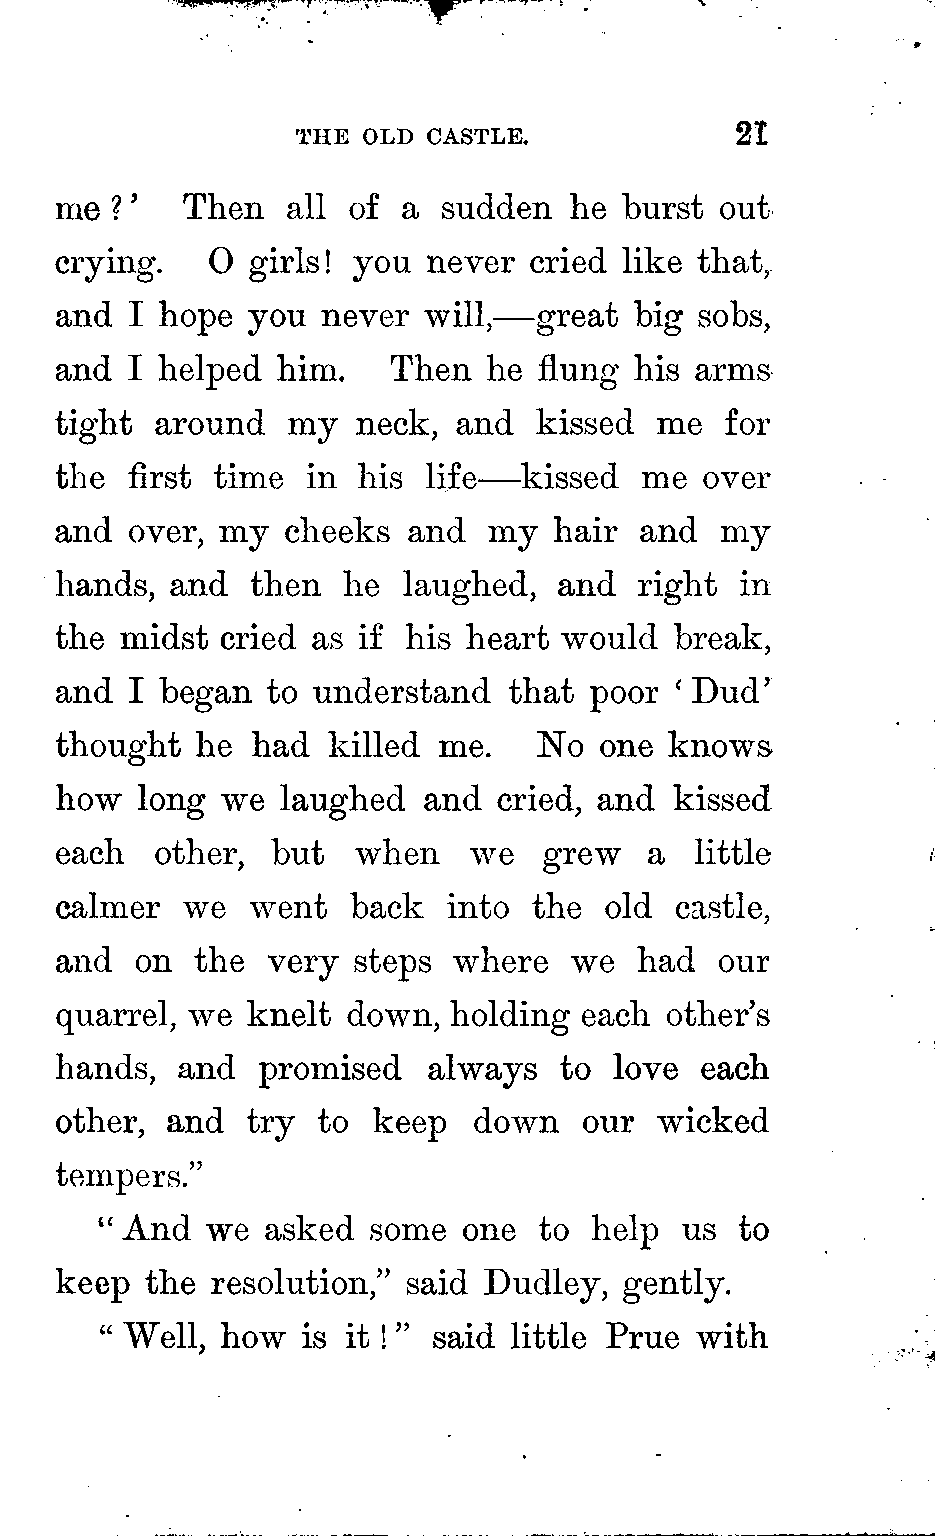 THE OLD CASTLE. 21
me?' Then all of a sudden he burst out
crying. O girls! you never cried like that,
and I hope you never will,—great big sobs,
and I helped him. Then he flung his arms
tight around my neck, and kissed me for
the first time in his life—kissed me over
and over, my cheeks and my hair and my
hands, and then he laughed, and right in
the midst cried as if his heart would break,
and I began to understand that poor 'Dud'
thought he had killed me. No one knows
how long we laughed and cried, and kissed
each other, but when we grew a little
calmer we went back into the old castle,
and on the very steps where we had our
quarrel, we knelt down, holding each other's
hands, and promised always to love each
other, and try to keep down our wicked
tempers."
"And we asked some one to help us to
keep the resolution," said Dudley, gently.
"Well, how is it!" said little Prue with